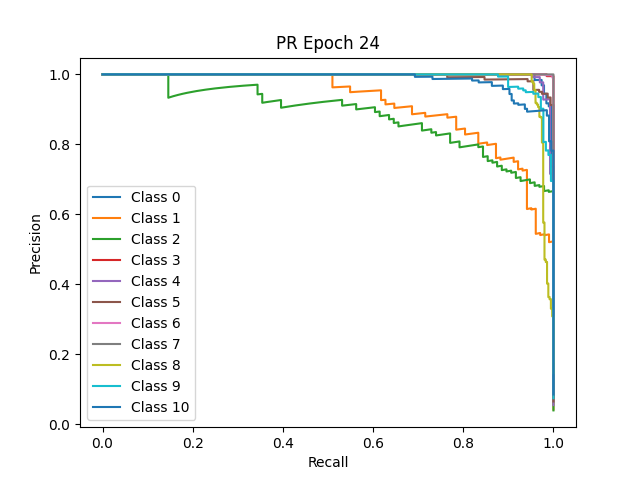 PR Epoch 24
Precision
1.0
0.8
0.6
0.4
0.2
0.0
Class 0
Class 1
Class 2
Class 3
Class 4
Class 5
Class 6
Class 7
Class 8
Class 9
Class 10
0.0 0.2 0.4 0.6 0.8 1.0
Recall